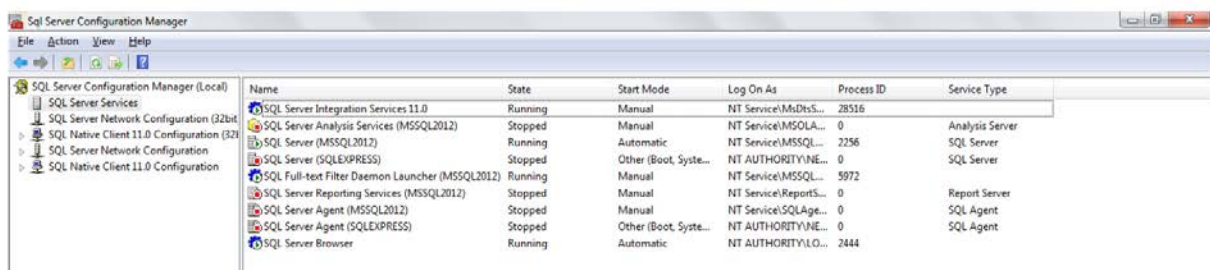 Sql Server Configuration Manager
File Action View Help
SQL Server Configuration Manager (Local)
SQL Server Services
SQL Server Network Configuration (32bit
SQL Native Client 11.0 Configuration (32
SQL Server Network Configuration
SQL Native Client 11.0 Configuration
Name State Start Mode Log On As Process ID Service Type
SQL Server Integration Services 11.0 Running Manual NT Service\MsDtsS... 28516
SQL Server Analysis Services (MSSQL2012) Stopped Manual NT Service\MSOLA... 0 Analysis Server
SQL Server (MSSQL2012) Running Automatic NT Service\MSSQL... 2256 SQL Server
SQL Server (SQLEXPRESS) Stopped Other (Boot, Syste... NT AUTHORITY\NE... 0 SQL Server
SQL Full-text Filter Daemon Launcher (MSSQL2012) Running Manual NT Service\MSSQL... 5972
SQL Server Reporting Services (MSSQL2012) Stopped Manual NT Service\ReportS... 0 Report Server
SQL Server Agent (MSSQL2012) Stopped Manual NT Service\SQLAge... 0 SQL Agent
SQL Server Agent (SQLEXPRESS) Stopped Other (Boot, Syste... NT AUTHORITY\NE... 0 SQL Agent
SQL Server Browser Running Automatic NT AUTHORITY\LO... 2444